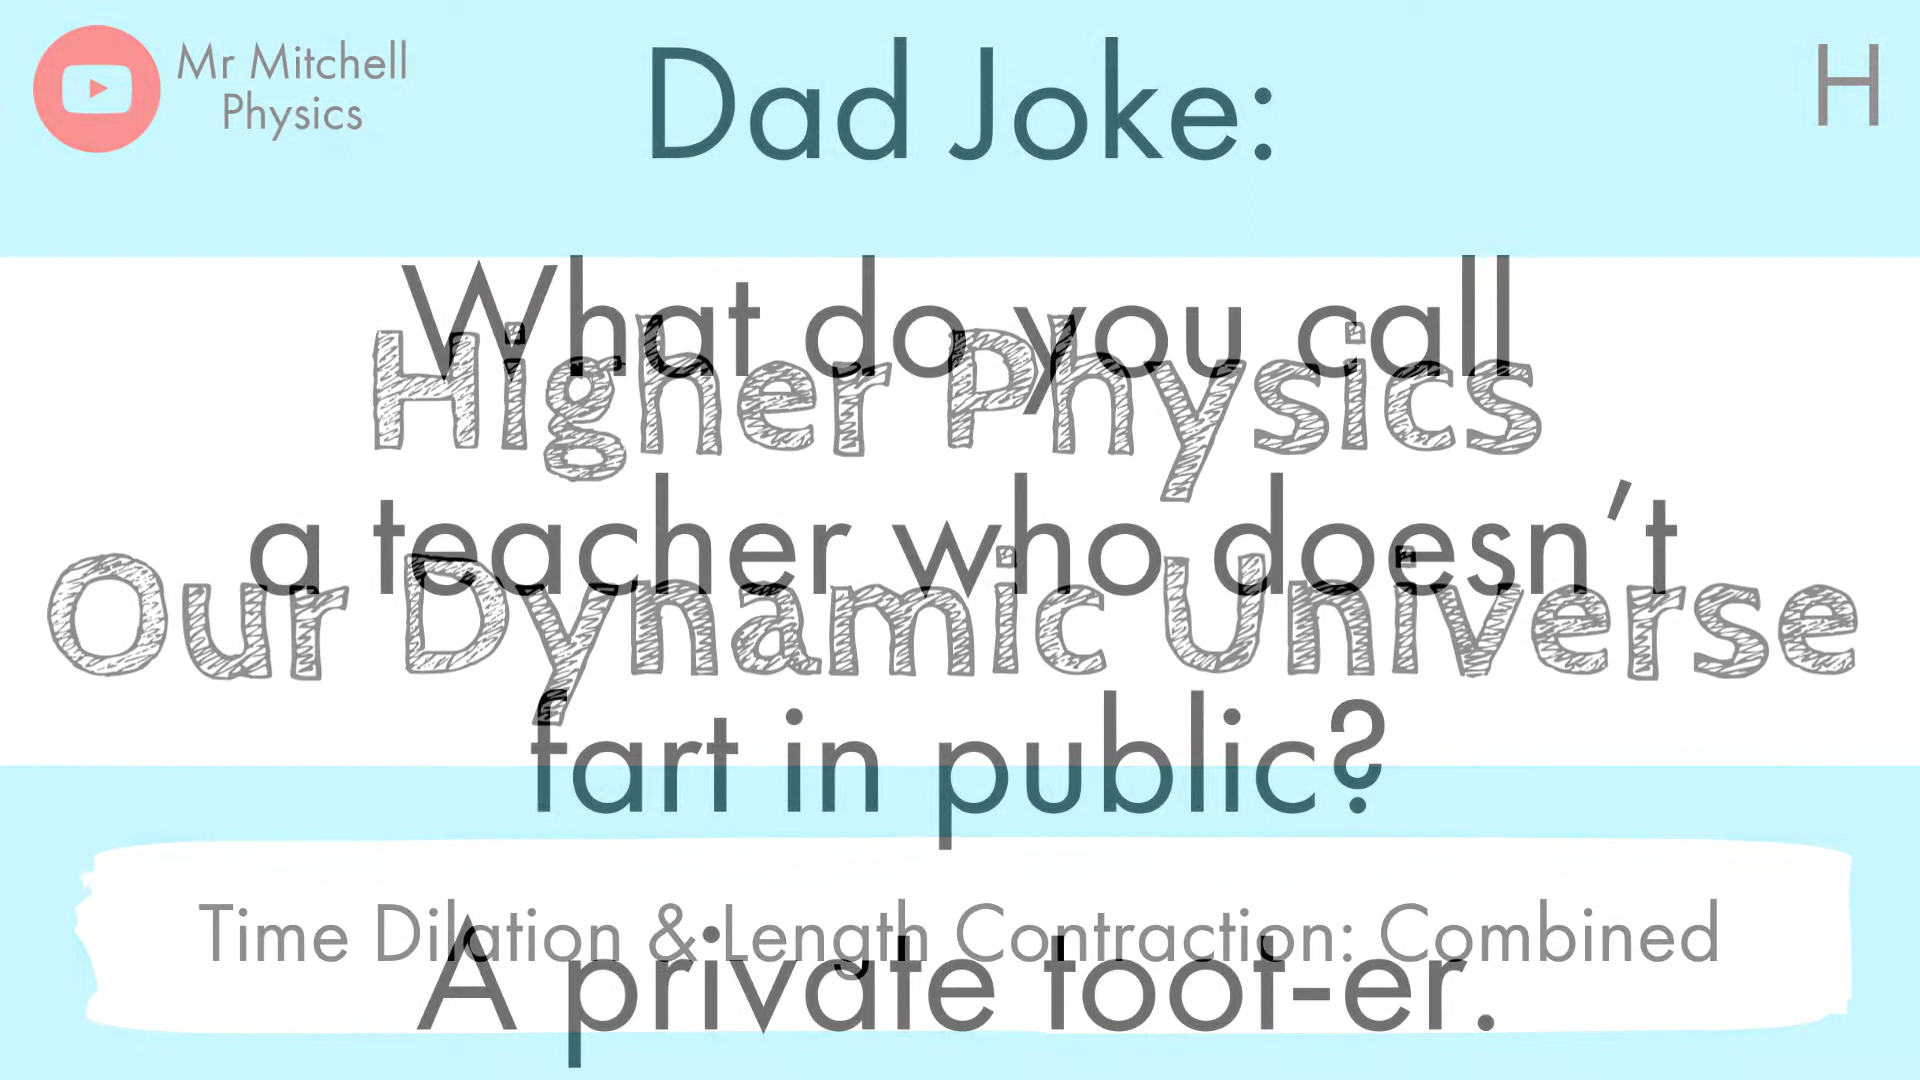 Mr Mitchell
Physics
Dad Joke:
H
What do you call
Higher Physics
a teacher who doesn't
Our Dynamic Universe
fart in public?
Time Dilation & Length Contraction: Combined
A private toot-er.